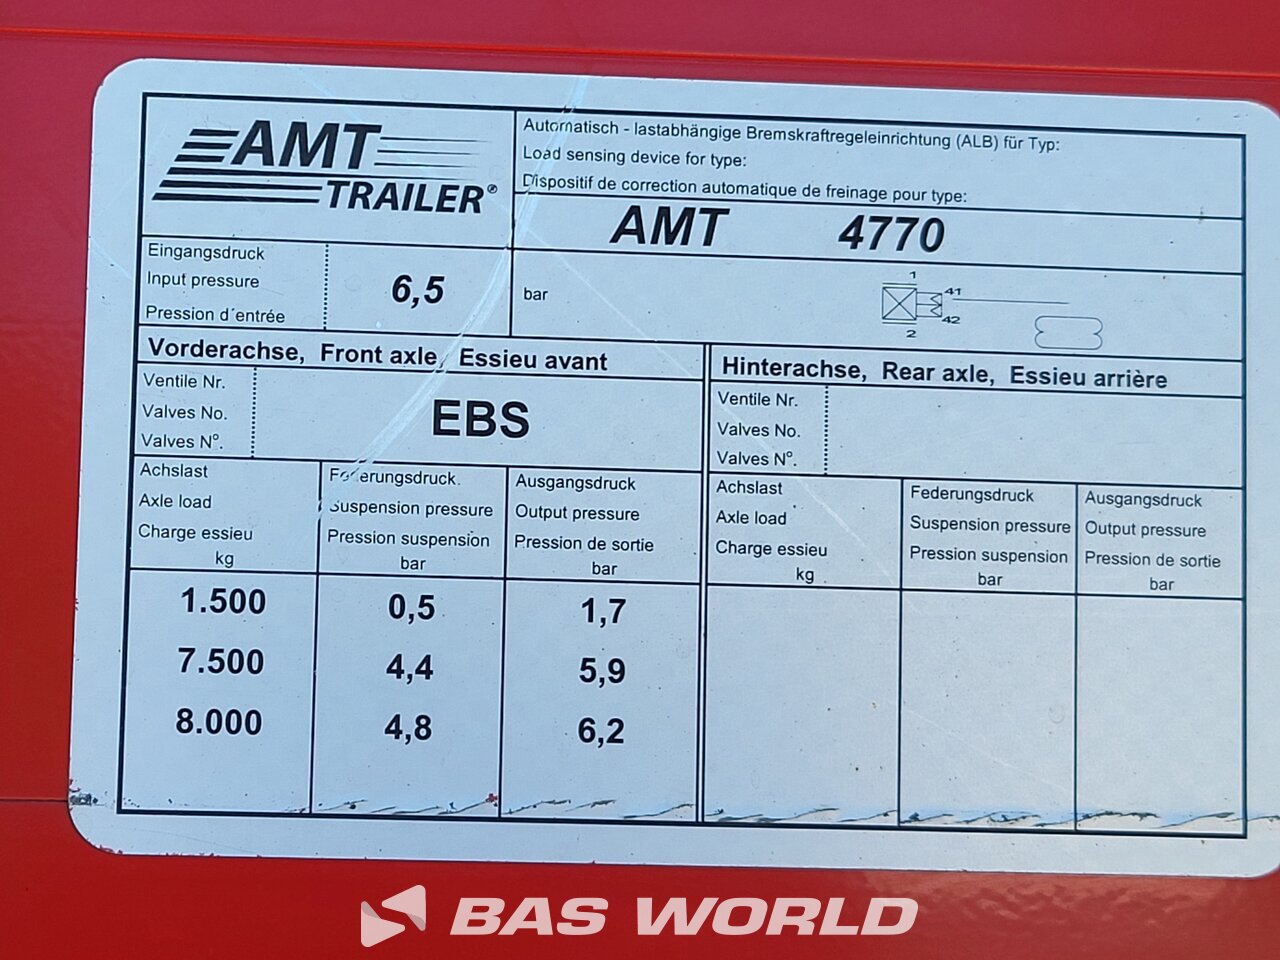 AMT
TRAILER®
Automatisch - lastabhängige Bremskraftregeleinrichtung (ALB) für Typ:
Load sensing device for type:
Dispositif de correction automatique de freinage pour type:
AMT 4770
Eingangsdruck
Input pressure
Pression d´entrée
6,5
bar
1
41
42
2
Vorderachse, Front axle, Essieu avant
Ventile Nr.
Valves No.
Valves N°.
EBS
Hinterachse, Rear axle, Essieu arrière
Ventile Nr.
Valves No.
Valves N°.
Achslast
Axle load
Charge essieu
kg
Federungsdruck.
Suspension pressure
Pression suspension
bar
Ausgangsdruck
Output pressure
Pression de sortie
bar
Achslast
Axle load
Charge essieu
kg
Federungsdruck
Suspension pressure
Pression suspension
bar
Ausgangsdruck
Output pressure
Pression de sortie
bar
1.500 0,5 1,7
7.500 4,4 5,9
8.000 4,8 6,2
BAS WORLD